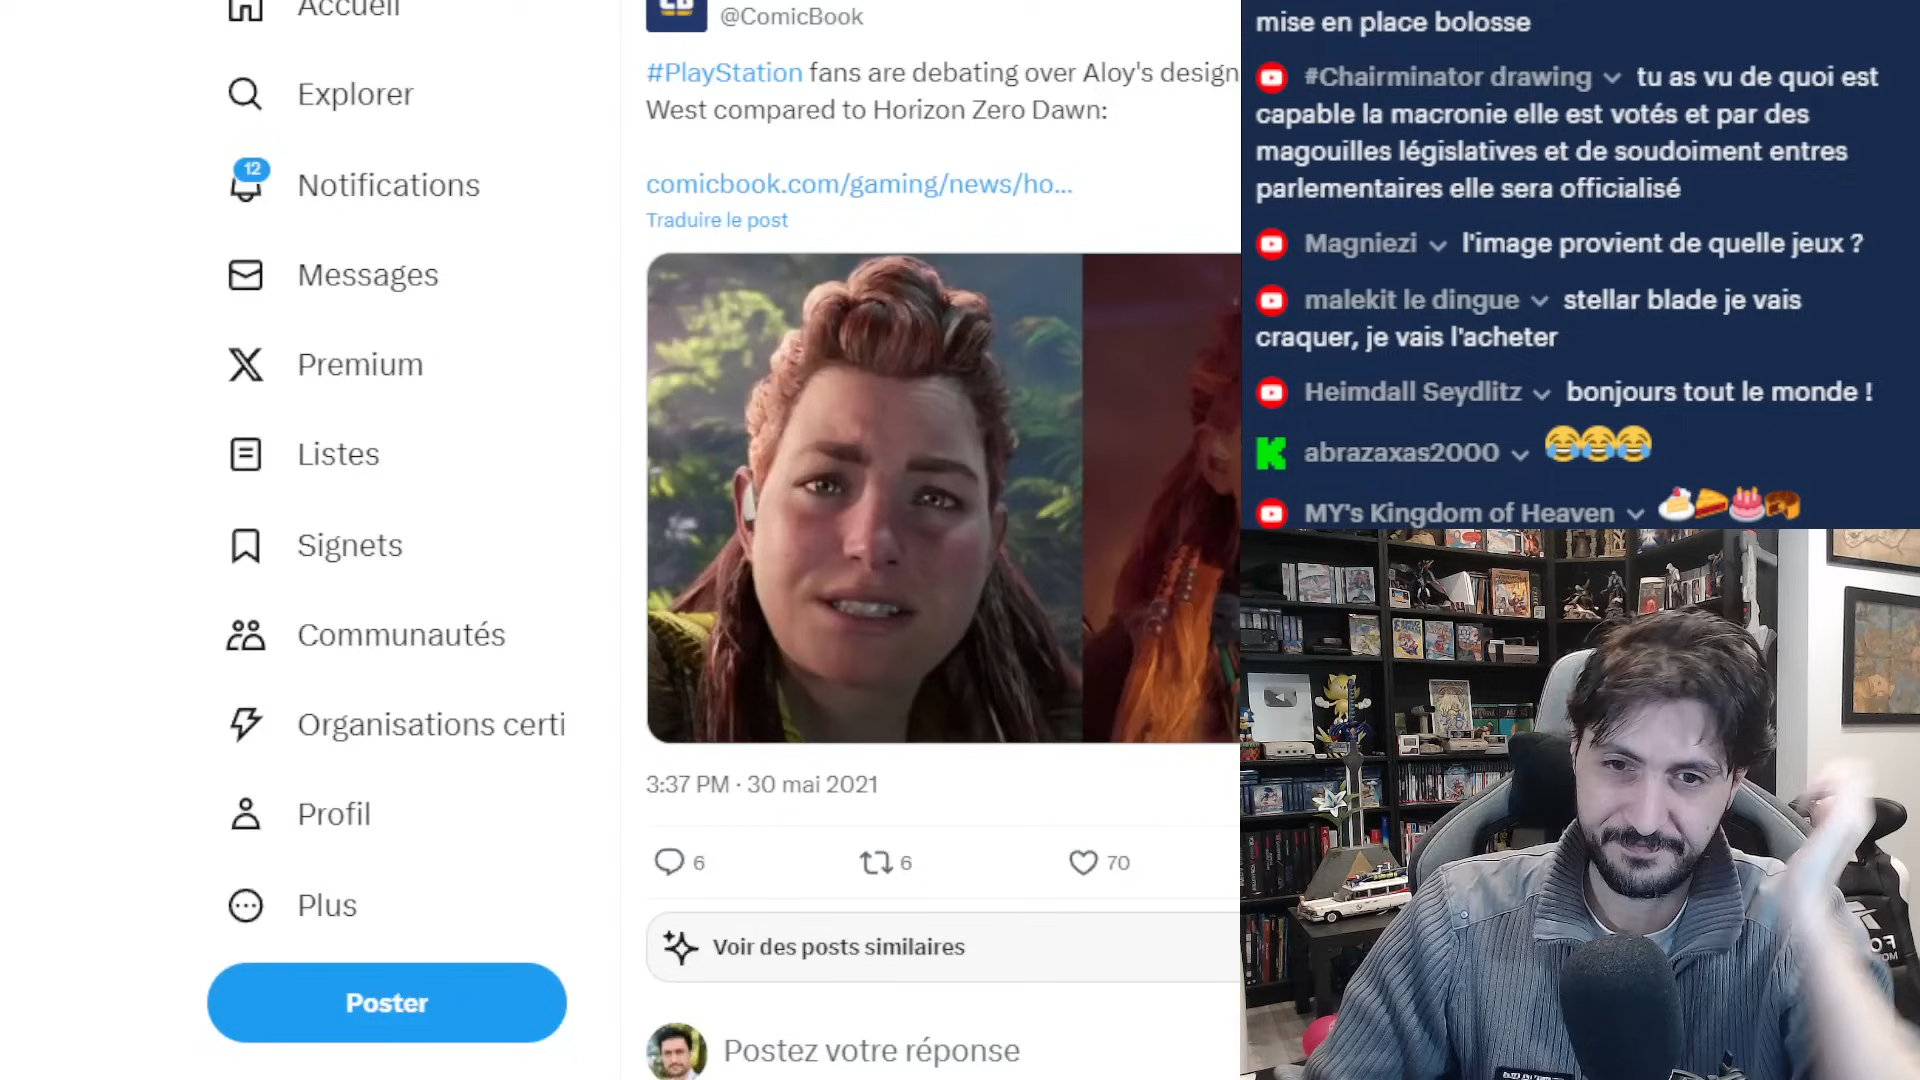 Accueil
Explorer
12
Notifications
Messages
Premium
Listes
Signets
Communautés
Organisations certi
Profil
Plus
Poster
@ComicBook
#PlayStation fans are debating over Aloy's design
West compared to Horizon Zero Dawn:
comicbook.com/gaming/news/ho...
Traduire le post
3:37 PM · 30 mai 2021
6
6
70
Voir des posts similaires
Postez votre réponse
mise en place bolosse
#Chairminator drawing tu as vu de quoi est
capable la macronie elle est votés et par des
magouilles législatives et de soudoiment entres
parlementaires elle sera officialisé
Magniezi l'image provient de quelle jeux ?
malekit le dingue stellar blade je vais
craquer, je vais l'acheter
Heimdall Seydlitz bonjours tout le monde !
abrazaxas2000 😂😂😂
MY's Kingdom of Heaven 🍰🥧🎂🥮